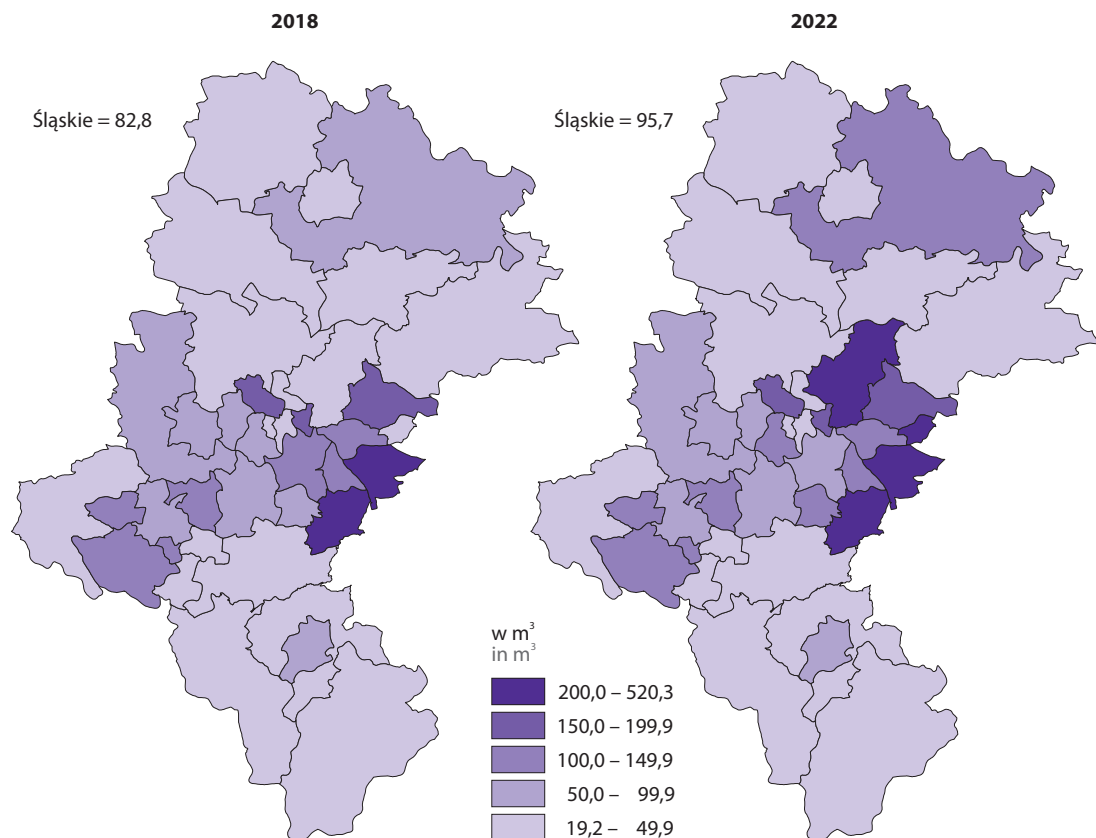 2018
2022
Śląskie = 82,8
Śląskie = 95,7
w m³
in m³
200,0 – 520,3
150,0 – 199,9
100,0 – 149,9
50,0 – 99,9
19,2 – 49,9